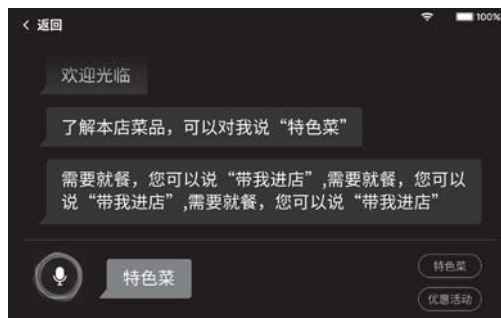 返回
100%
欢迎光临
了解本店菜品，可以对我说“特色菜”
需要就餐，您可以说“带我进店”,需要就餐，您可以
说“带我进店”,需要就餐，您可以说“带我进店”
特色菜
特色菜
优惠活动